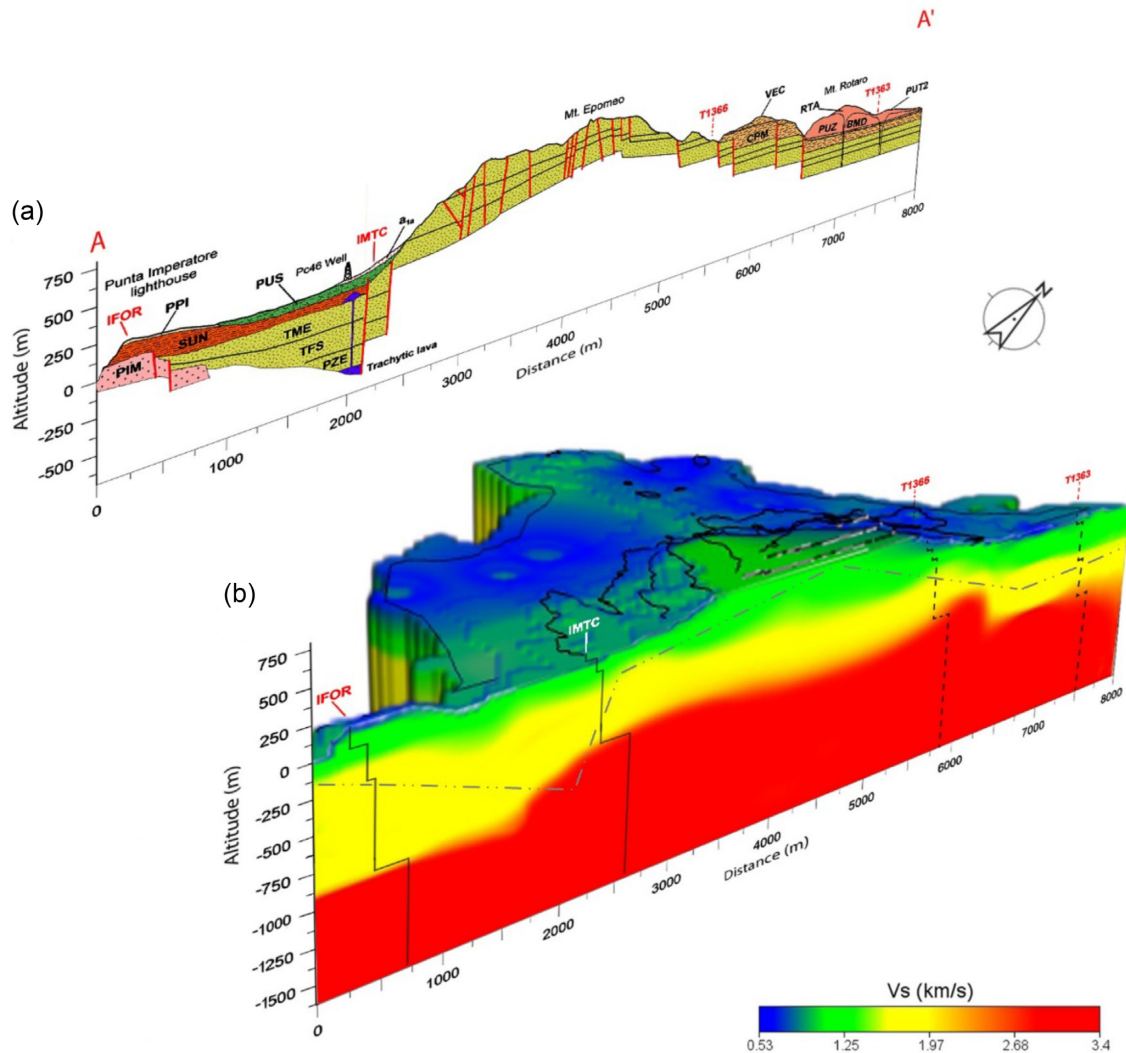 A'
VEC
Mt. Rotaro
T1363
PUT2
RTA
T1366
Mt. Epomeo
PUZ
BMD
CPM
(a)
A
750
500
250
0
-250
-500
Altitude (m)
Punta Imperatore
lighthouse
IFOR
PPI
PUS
Pc46 Well
IMTC
a1a
SUN
TME
TFS
PZE
PIM
Trachytic lava
0
1000
2000
3000
4000
5000
6000
7000
8000
Distance (m)
N
(b)
T1366
T1363
IMTC
IFOR
750
500
250
0
-250
-500
-750
-1000
-1250
-1500
Altitude (m)
0
1000
2000
3000
4000
5000
6000
7000
8000
Distance (m)
Vs (km/s)
0.53 1.25 1.97 2.68 3.4